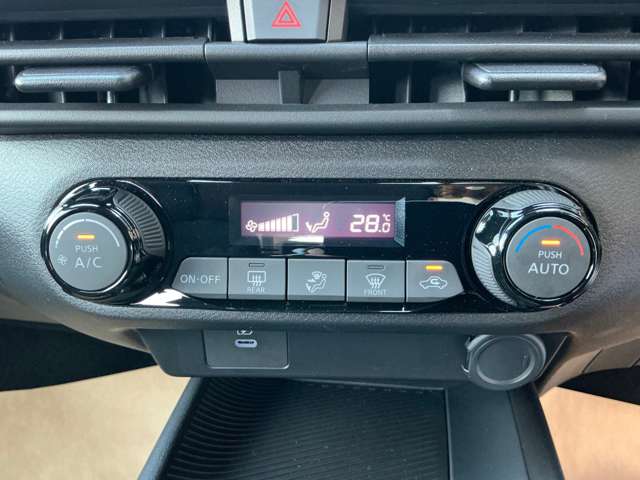 28.0°C
PUSH
A/C
PUSH
AUTO
ON·OFF
REAR
FRONT